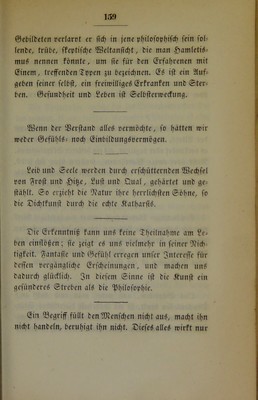 159
Gebildeten verlarvt er sich in jene philosophisch sein sol-
lende, trübe, skeptische Weltansicht, die man Hamletis-
mus nennen könnte, um sie für den Erfahrenen mit
Einem, treffenden Typen zu bezeichnen. Es ist ein Auf-
geben seiner selbst, ein freiwilliges Erkranken und Ster-
ben. Gesundheit und Leben ist Selbsterweckung.
Wenn der Verstand alles vermöchte, so hätten wir
weder Gefühls- noch Einbildungsvermögen.
Leib und Seele werden durch erschütternden Wechsel
von Frost und Hitze, Lust und Qual, gehärtet und ge-
stählt. So erzieht die Natur ihre herrlichsten Söhne, so
die Dichtkunst durch die echte Katharsis.
Die Erkenntniß kann uns keine Theilnahme am Le-
ben einflößen; sie zeigt es uns vielmehr in seiner Nich-
tigkeit. Fantasie und Gefühl erregen unser Interesse für
dessen vergängliche Erscheinungen, und machen uns
dadurch glücklich. In diesem Sinne ist die Kunst ein
gesünderes Streben als die Philosophie.
Ein Begriff füllt den Menschen nicht aus, macht ihn
nicht handeln, beruhigt ihn nicht. Dieses alles wirkt nur